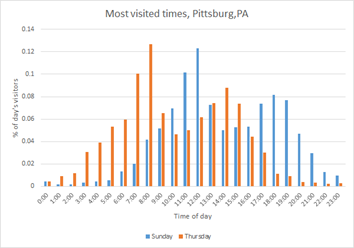 Most visited times, Pittsburg,PA
0.14
0.12
0.1
0.08
0.06
0.04
0.02
0
% of day's visitors
0:00 1:00 2:00 3:00 4:00 5:00 6:00 7:00 8:00 9:00 10:00 11:00 12:00 13:00 14:00 15:00 16:00 17:00 18:00 19:00 20:00 21:00 22:00 23:00
Time of day
Sunday Thursday